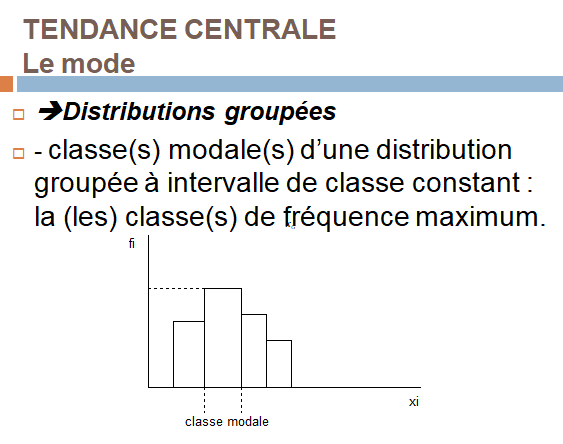 TENDANCE CENTRALE
Le mode
➔Distributions groupées
- classe(s) modale(s) d’une distribution
groupée à intervalle de classe constant :
la (les) classe(s) de fréquence maximum.
fi
xi
classe modale